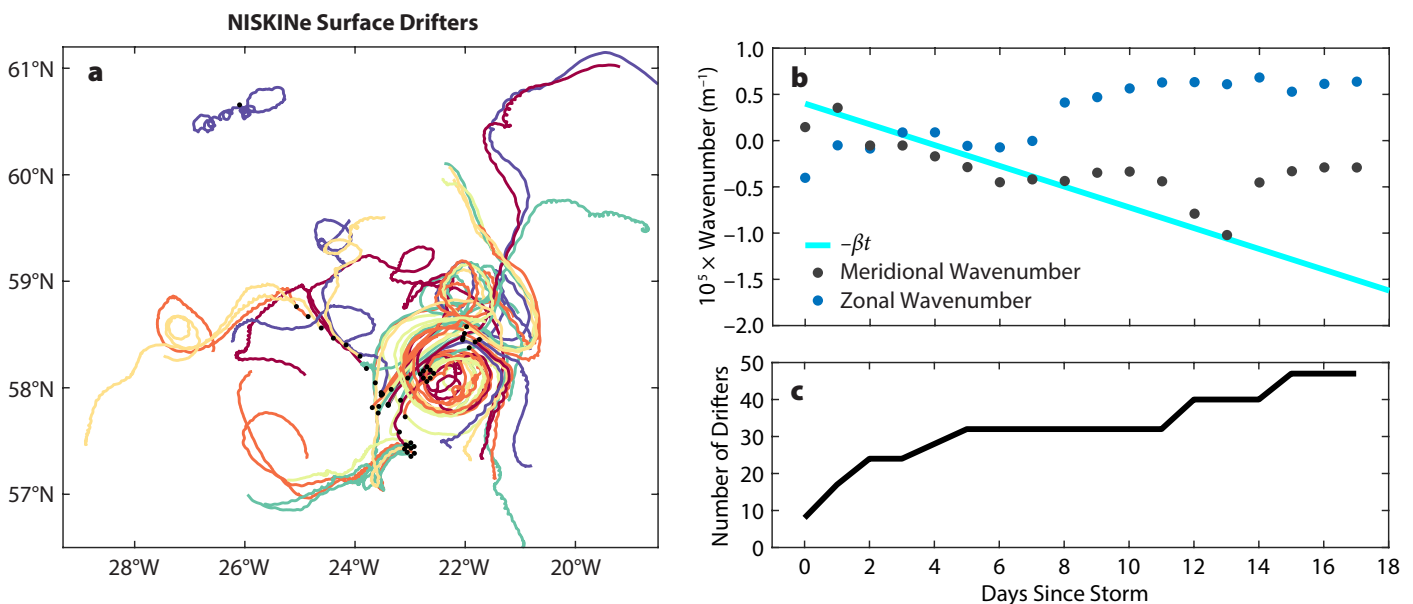 NISKINe Surface Drifters
a
61°N
60°N
59°N
58°N
57°N
28°W 26°W 24°W 22°W 20°W
b
10⁵ × Wavenumber (m⁻¹)
1.0
0.5
0.0
−0.5
−1.0
−1.5
−2.0
−βt
Meridional Wavenumber
Zonal Wavenumber
c
Number of Drifters
50
40
30
20
10
0
0 2 4 6 8 10 12 14 16 18
Days Since Storm